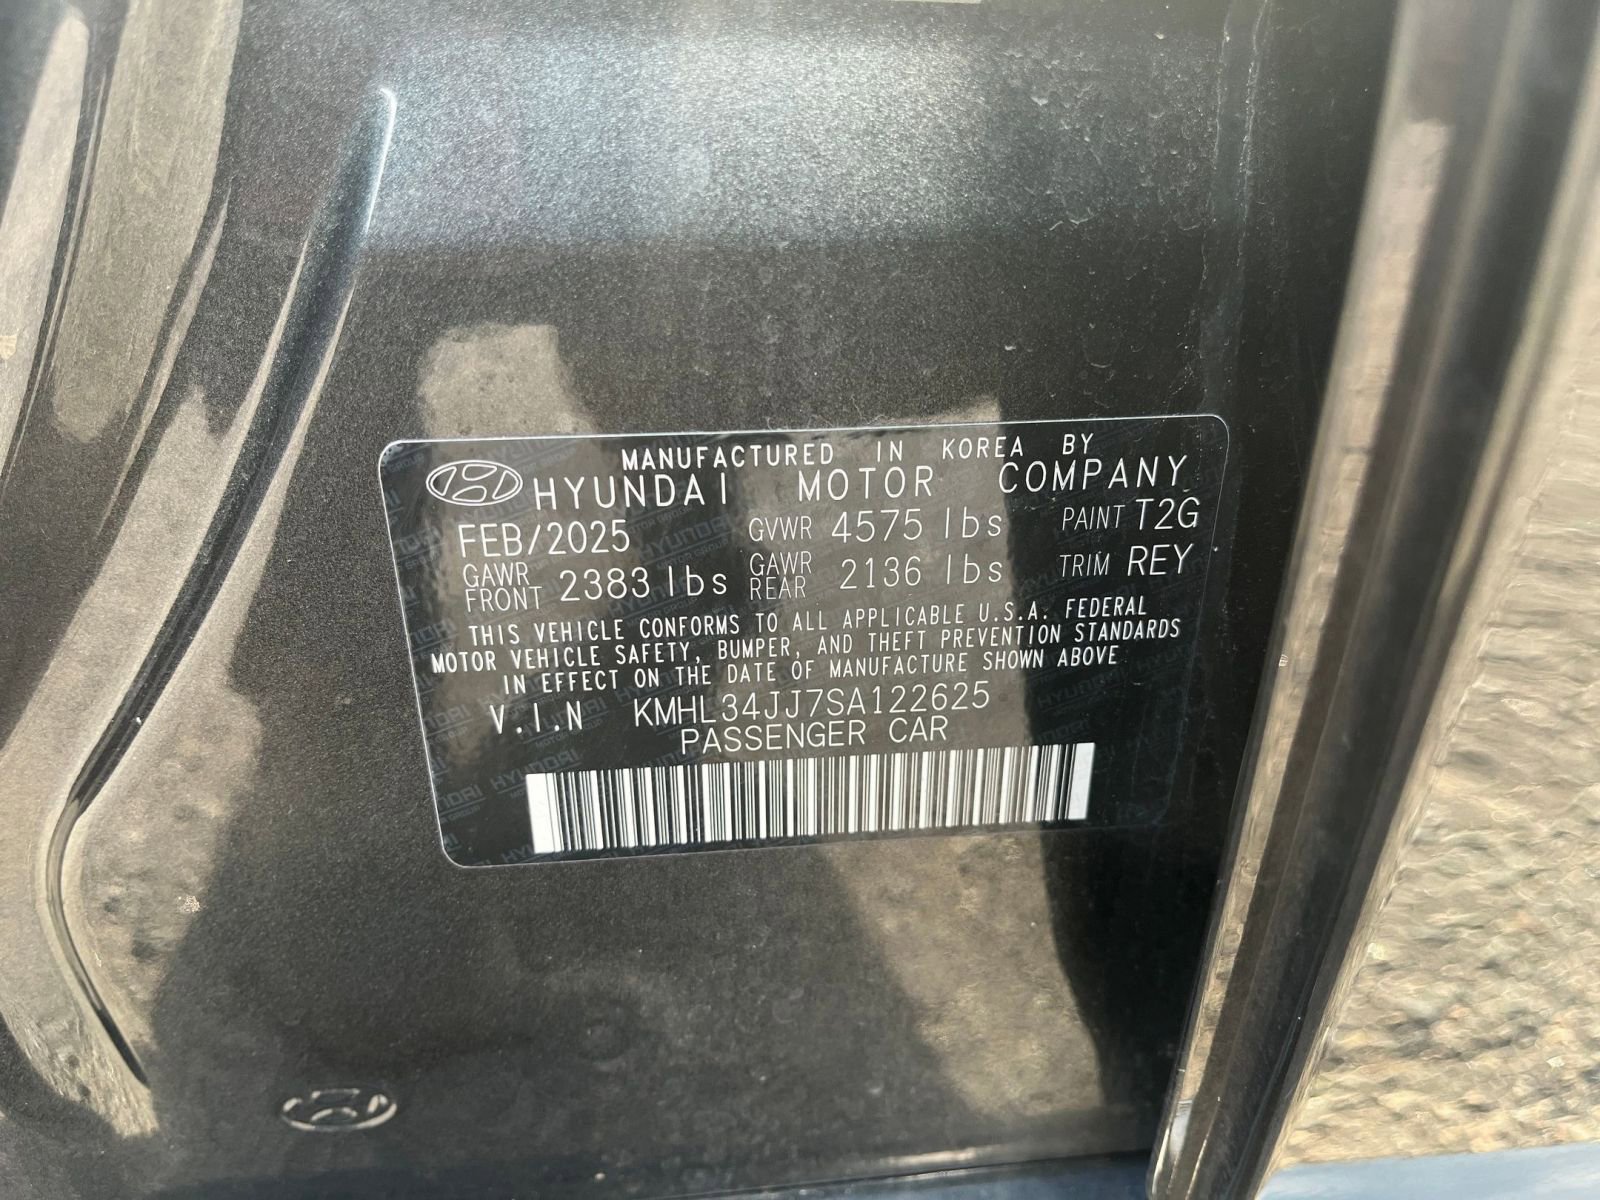 MANUFACTURED IN KOREA BY
HYUNDAI MOTOR COMPANY
FEB/2025 GVWR 4575 lbs PAINT T2G
GAWR FRONT 2383 lbs GAWR REAR 2136 lbs TRIM REY
THIS VEHICLE CONFORMS TO ALL APPLICABLE U.S.A. FEDERAL
MOTOR VEHICLE SAFETY, BUMPER, AND THEFT PREVENTION STANDARDS
IN EFFECT ON THE DATE OF MANUFACTURE SHOWN ABOVE
V.I.N KMHL34JJ7SA122625
PASSENGER CAR